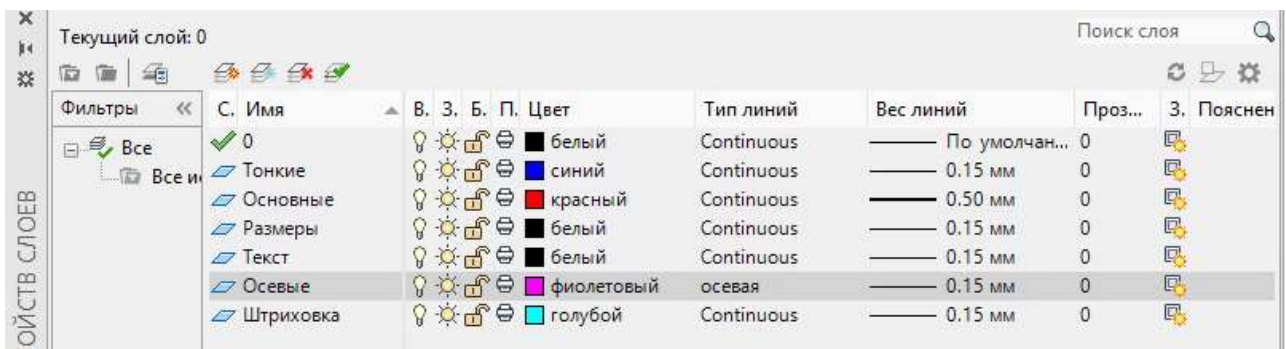 Текущий слой: 0
Поиск слоя
Фильтры << С. Имя В. З. Б. П. Цвет Тип линий Вес линий Проз... З. Пояснен
Все
Все и
0 белый Continuous По умолчан... 0
Тонкие синий Continuous 0.15 мм 0
Основные красный Continuous 0.50 мм 0
Размеры белый Continuous 0.15 мм 0
Текст белый Continuous 0.15 мм 0
Осевые фиолетовый осевая 0.15 мм 0
Штриховка голубой Continuous 0.15 мм 0
ОЙСТВ СЛОЕВ